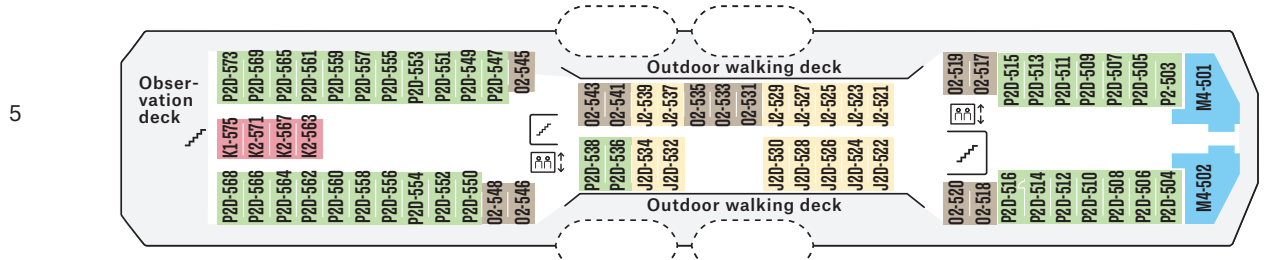 5
Obser-
vation
deck
P2D-573
P2D-569
P2D-565
P2D-561
P2D-559
P2D-557
P2D-555
P2D-553
P2D-551
P2D-549
P2D-547
O2-545
K1-575
K2-571
K2-567
K2-563
P2D-568
P2D-566
P2D-564
P2D-562
P2D-560
P2D-558
P2D-556
P2D-554
P2D-552
P2D-550
O2-548
O2-546
Outdoor walking deck
O2-543
O2-541
J2-539
J2-537
O2-535
O2-533
O2-531
J2-529
J2-527
J2-525
J2-523
J2-521
P2D-538
P2D-536
J2D-534
J2D-532
J2D-530
J2D-528
J2D-526
J2D-524
J2D-522
Outdoor walking deck
O2-519
O2-517
P2D-515
P2D-513
P2D-511
P2D-509
P2D-507
P2D-505
P2-503
M4-501
O2-520
O2-518
P2D-516
P2D-514
P2D-512
P2D-510
P2D-508
P2D-506
P2D-504
M4-502